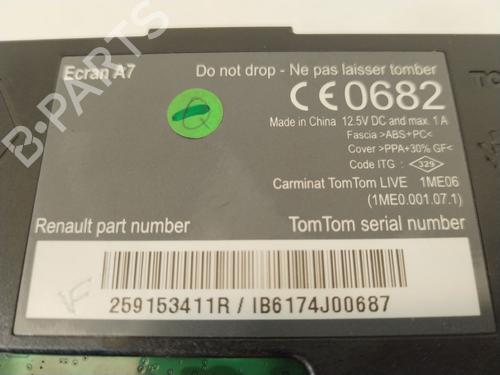 B-PARTS
Ecran A7
Do not drop - Ne pas laisser tomber
CE0682
Made in China 12.5V DC and max. 1 A
Fascia >ABS+PC<
Cover >PPA+30% GF<
Code ITG : 329
Carminat TomTom LIVE 1ME06
(1ME0.001.07.1)
Renault part number
TomTom serial number
259153411R / IB6174J00687